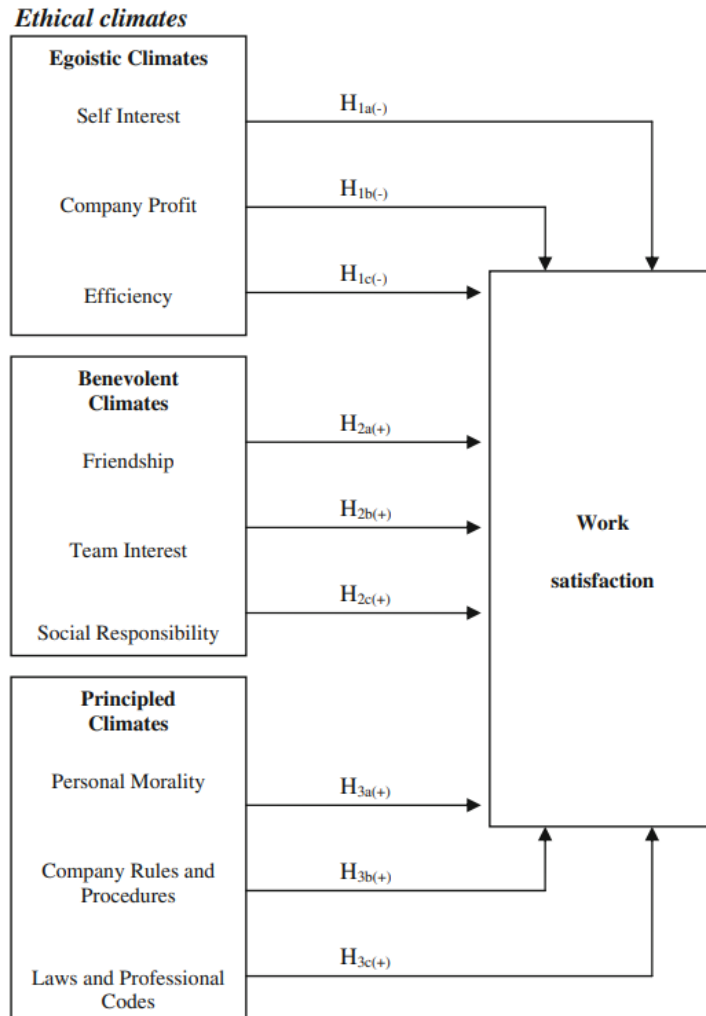 Ethical climates
Egoistic Climates
Self Interest
H1a(-)
Company Profit
H1b(-)
Efficiency
H1c(-)
Benevolent
Climates
Friendship
H2a(+)
Team Interest
H2b(+)
Social Responsibility
H2c(+)
Work
satisfaction
Principled
Climates
Personal Morality
H3a(+)
Company Rules and
Procedures
H3b(+)
Laws and Professional
Codes
H3c(+)